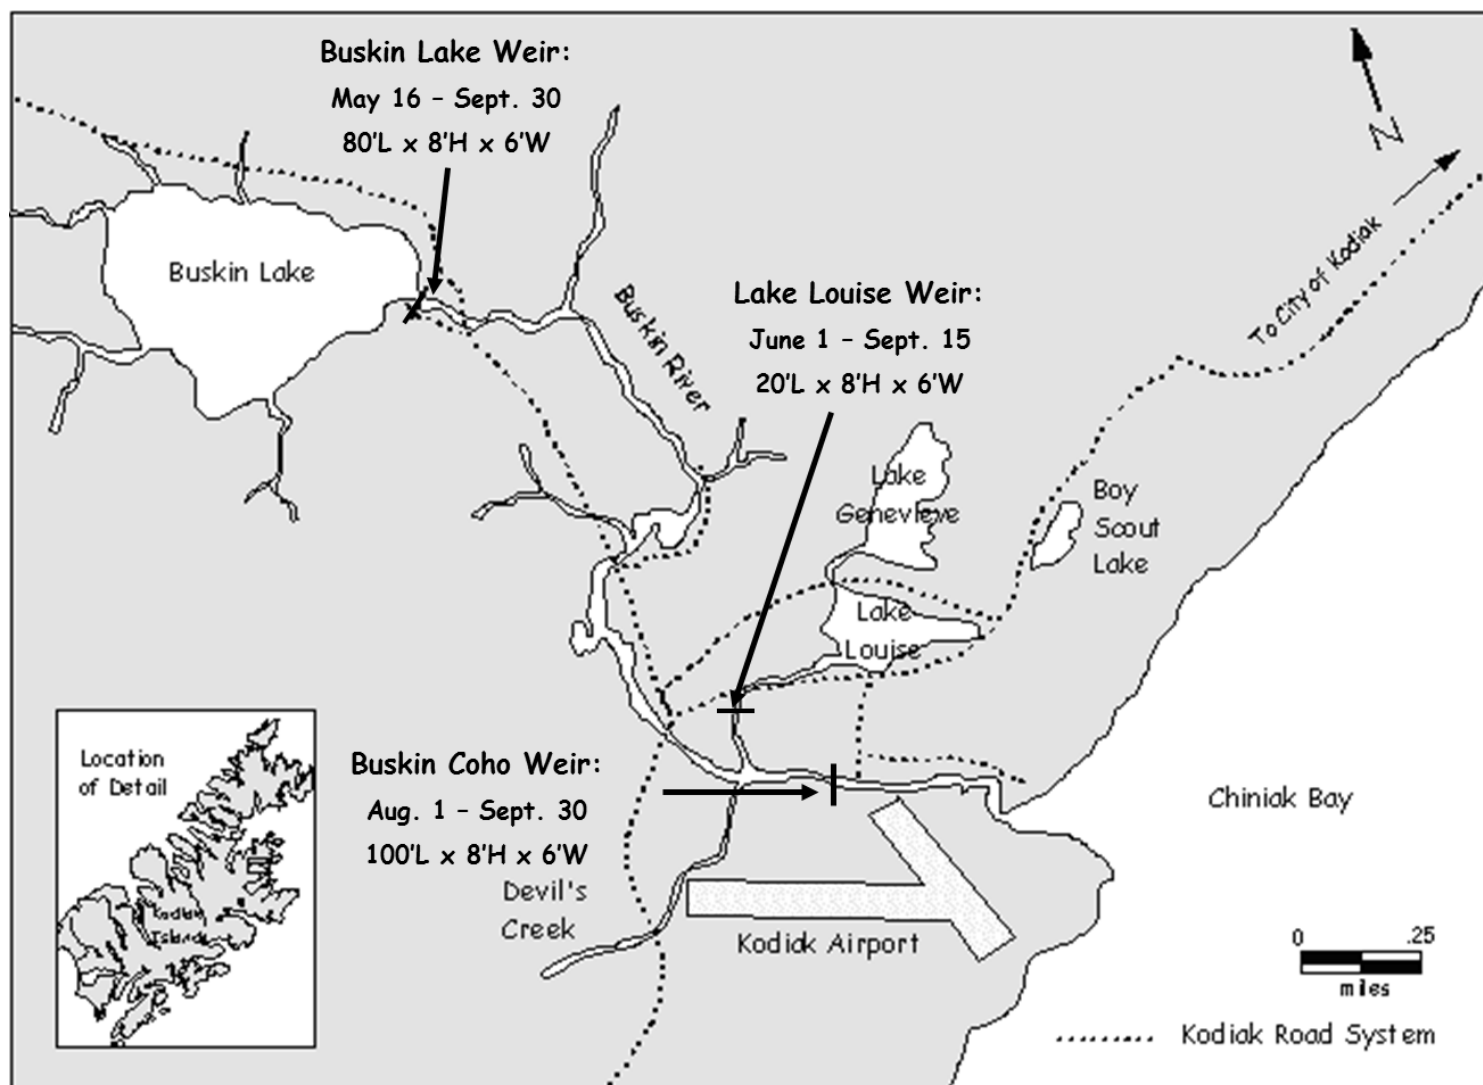 Buskin Lake Weir:
May 16 – Sept. 30
80'L x 8'H x 6'W
N
Buskin Lake
Buskin River
Lake Louise Weir:
June 1 – Sept. 15
20'L x 8'H x 6'W
To City of Kodiak
Lake
Genevieve
Boy
Scout
Lake
Lake
Louise
Location
of Detail
Kodiak
Island
Buskin Coho Weir:
Aug. 1 – Sept. 30
100'L x 8'H x 6'W
Devil's
Creek
Kodiak Airport
Chiniak Bay
0 .25
miles
Kodiak Road System